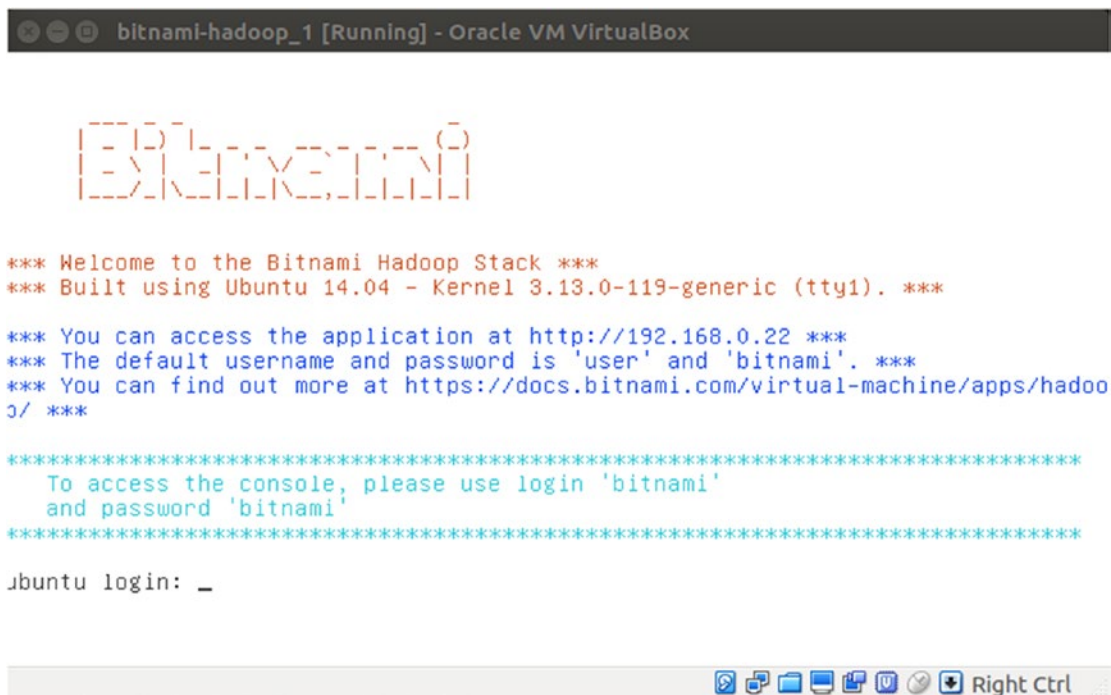 bitnami-hadoop_1 [Running] - Oracle VM VirtualBox
Bitnami
*** Welcome to the Bitnami Hadoop Stack ***
*** Built using Ubuntu 14.04 - Kernel 3.13.0-119-generic (tty1). ***
*** You can access the application at http://192.168.0.22 ***
*** The default username and password is 'user' and 'bitnami'. ***
*** You can find out more at https://docs.bitnami.com/virtual-machine/apps/hadoo
p/ ***
********************************************************************************
To access the console, please use login 'bitnami'
and password 'bitnami'
********************************************************************************
ubuntu login: _
Right Ctrl